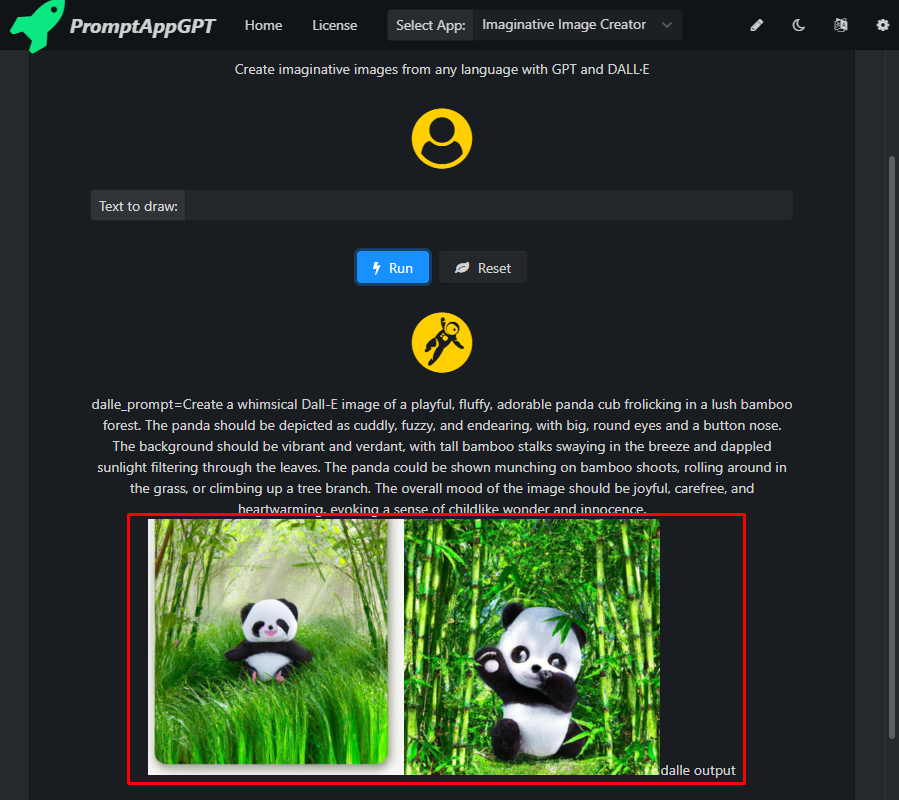 PromptAppGPT Home License Select App: Imaginative Image Creator
Create imaginative images from any language with GPT and DALL·E
Text to draw:
Run Reset
dalle_prompt=Create a whimsical Dall-E image of a playful, fluffy, adorable panda cub frolicking in a lush bamboo
forest. The panda should be depicted as cuddly, fuzzy, and endearing, with big, round eyes and a button nose.
The background should be vibrant and verdant, with tall bamboo stalks swaying in the breeze and dappled
sunlight filtering through the leaves. The panda could be shown munching on bamboo shoots, rolling around in
the grass, or climbing up a tree branch. The overall mood of the image should be joyful, carefree, and
heartwarming, evoking a sense of childlike wonder and innocence.
dalle output